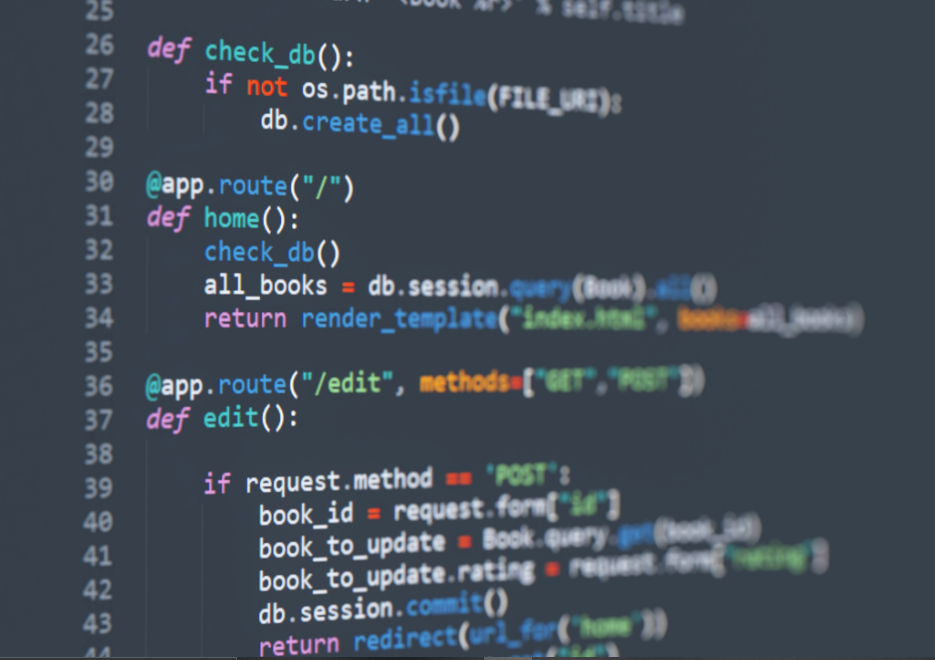 25 % self.title
26 def check_db():
27 if not os.path.isfile(FILE_URI):
28 db.create_all()
29
30 @app.route("/")
31 def home():
32 check_db()
33 all_books = db.session.query(Book).all()
34 return render_template("index.html", books=all_books)
35
36 @app.route("/edit", methods=["GET","POST"])
37 def edit():
38
39 if request.method == "POST":
40 book_id = request.form["id"]
41 book_to_update = Book.query.get(book_id)
42 book_to_update.rating = request.form["rating"]
43 db.session.commit()
44 return redirect(url_for("home"))